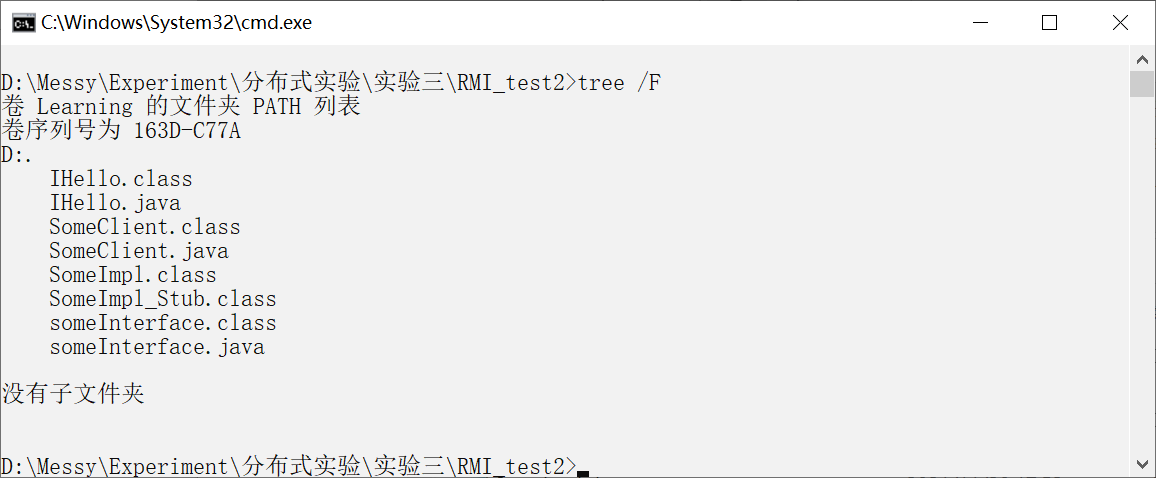 C:\Windows\System32\cmd.exe
D:\Messy\Experiment\分布式实验\实验三\RMI_test2>tree /F
卷 Learning 的文件夹 PATH 列表
卷序列号为 163D-C77A
D:.
    IHello.class
    IHello.java
    SomeClient.class
    SomeClient.java
    SomeImpl.class
    SomeImpl_Stub.class
    someInterface.class
    someInterface.java
没有子文件夹
D:\Messy\Experiment\分布式实验\实验三\RMI_test2>